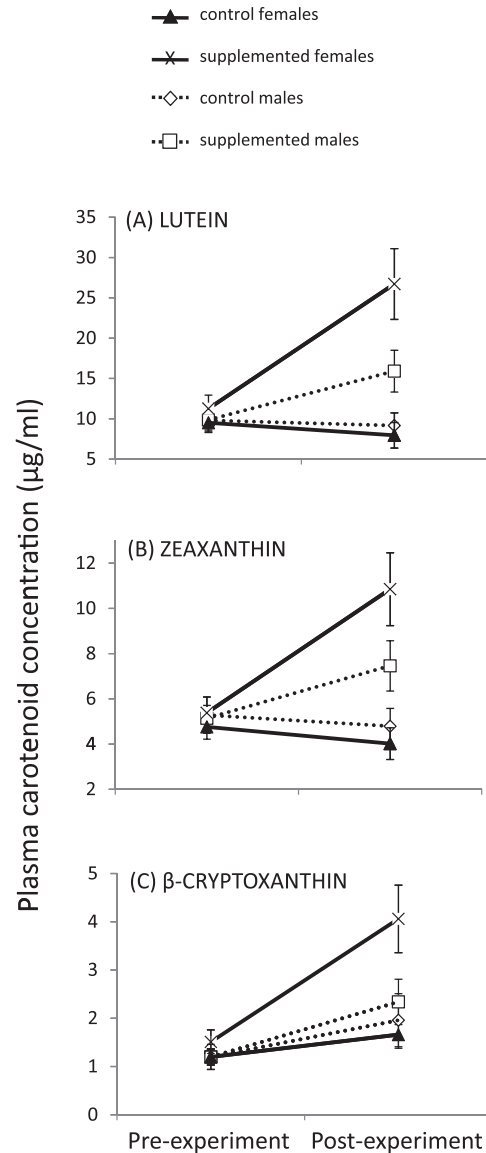 control females
supplemented females
control males
supplemented males
Plasma carotenoid concentration (µg/ml)
(A) LUTEIN
35
30
25
20
15
10
5
(B) ZEAXANTHIN
12
10
8
6
4
2
(C) β-CRYPTOXANTHIN
5
4
3
2
1
0
Pre-experiment Post-experiment